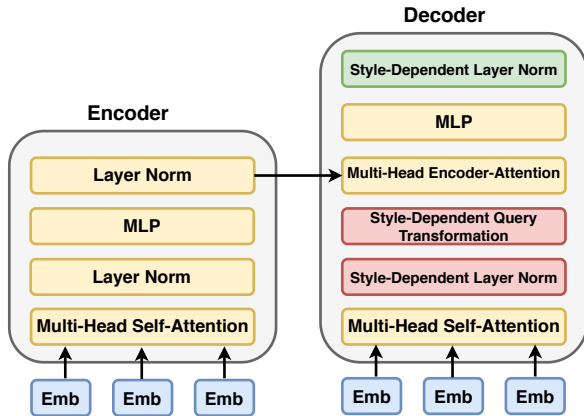 Encoder
Layer Norm
MLP
Layer Norm
Multi-Head Self-Attention
Emb
Emb
Emb
Decoder
Style-Dependent Layer Norm
MLP
Multi-Head Encoder-Attention
Style-Dependent Query
Transformation
Style-Dependent Layer Norm
Multi-Head Self-Attention
Emb
Emb
Emb